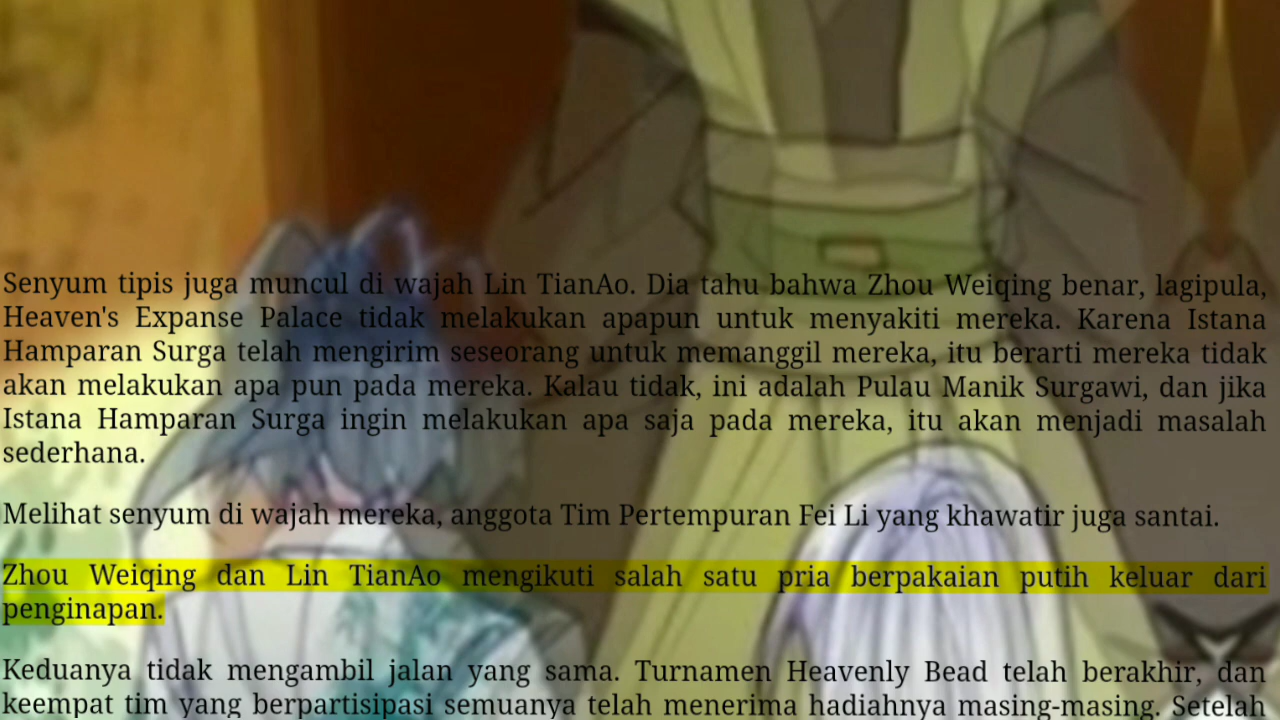 Senyum tipis juga muncul di wajah Lin TianAo. Dia tahu bahwa Zhou Weiqing benar, lagipula,
Heaven's Expanse Palace tidak melakukan apapun untuk menyakiti mereka. Karena Istana
Hamparan Surga telah mengirim seseorang untuk memanggil mereka, itu berarti mereka tidak
akan melakukan apa pun pada mereka. Kalau tidak, ini adalah Pulau Manik Surgawi, dan jika
Istana Hamparan Surga ingin melakukan apa saja pada mereka, itu akan menjadi masalah
sederhana.
Melihat senyum di wajah mereka, anggota Tim Pertempuran Fei Li yang khawatir juga santai.
Zhou Weiqing dan Lin TianAo mengikuti salah satu pria berpakaian putih keluar dari
penginapan.
Keduanya tidak mengambil jalan yang sama. Turnamen Heavenly Bead telah berakhir, dan
keempat tim yang berpartisipasi semuanya telah menerima hadiahnya masing-masing. Setelah